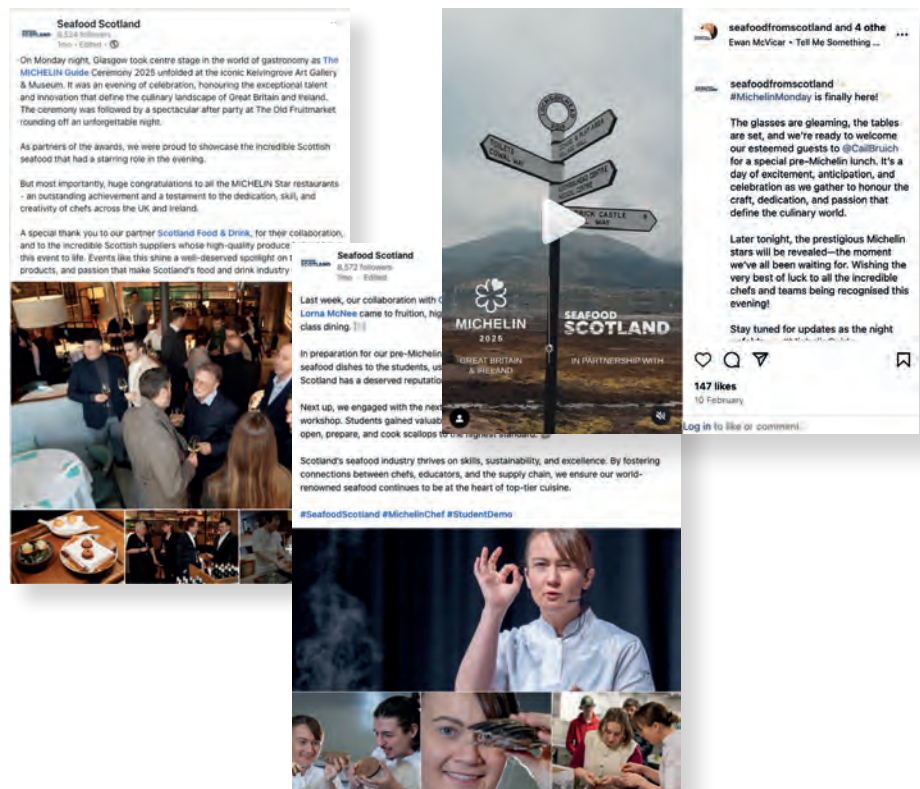 Seafood Scotland
8,524 followers
1mo • Edited •
On Monday night, Glasgow took centre stage in the world of gastronomy as The
MICHELIN Guide Ceremony 2025 unfolded at the iconic Kelvingrove Art Gallery
& Museum. It was an evening of celebration, honouring the exceptional talent
and innovation that define the culinary landscape of Great Britain and Ireland.
The ceremony was followed by a spectacular after party at The Old Fruitmarket
rounding off an unforgettable night.
As partners of the awards, we were proud to showcase the incredible Scottish
seafood that had a starring role in the evening.
But most importantly, huge congratulations to all the MICHELIN Star restaurants
- an outstanding achievement and a testament to the dedication, skill, and
creativity of chefs across the UK and Ireland.
A special thank you to our partner Scotland Food & Drink, for their collaboration,
and to the incredible Scottish suppliers whose high-quality produce
this event to life. Events like this shine a well-deserved spotlight on
products, and passion that make Scotland's food and drink industry
Seafood Scotland
8,572 followers
1mo • Edited
Last week, our collaboration with
Lorna McNee came to fruition,
class dining.
In preparation for our pre-Michelin
seafood dishes to the students,
Scotland has a deserved
Next up, we engaged with the next
workshop. Students gained
open, prepare, and cook scallops to the highest standard.
Scotland's seafood industry thrives on skills, sustainability, and excellence. By fostering
connections between chefs, educators, and the supply chain, we ensure our world-
renowned seafood continues to be at the heart of top-tier cuisine.
#SeafoodScotland #MichelinChef #StudentDemo
TOILETS
COWAL WAY
CASTLE
WAY
MICHELIN
2025
GREAT BRITAIN
& IRELAND
SEAFOOD
SCOTLAND
IN PARTNERSHIP WITH
seafoodfromscotland and 4 othe
Ewan McVicar • Tell Me Something ...
seafoodfromscotland
#MichelinMonday is finally here!
The glasses are gleaming, the tables
are set, and we're ready to welcome
our esteemed guests to @CailBruich
for a special pre-Michelin lunch. It's a
day of excitement, anticipation, and
celebration as we gather to honour the
craft, dedication, and passion that
define the culinary world.
Later tonight, the prestigious Michelin
stars will be revealed—the moment
we've all been waiting for. Wishing the
very best of luck to all the incredible
chefs and teams being recognised this
evening!
Stay tuned for updates as the night
147 likes
10 February
Log in to like or comment.